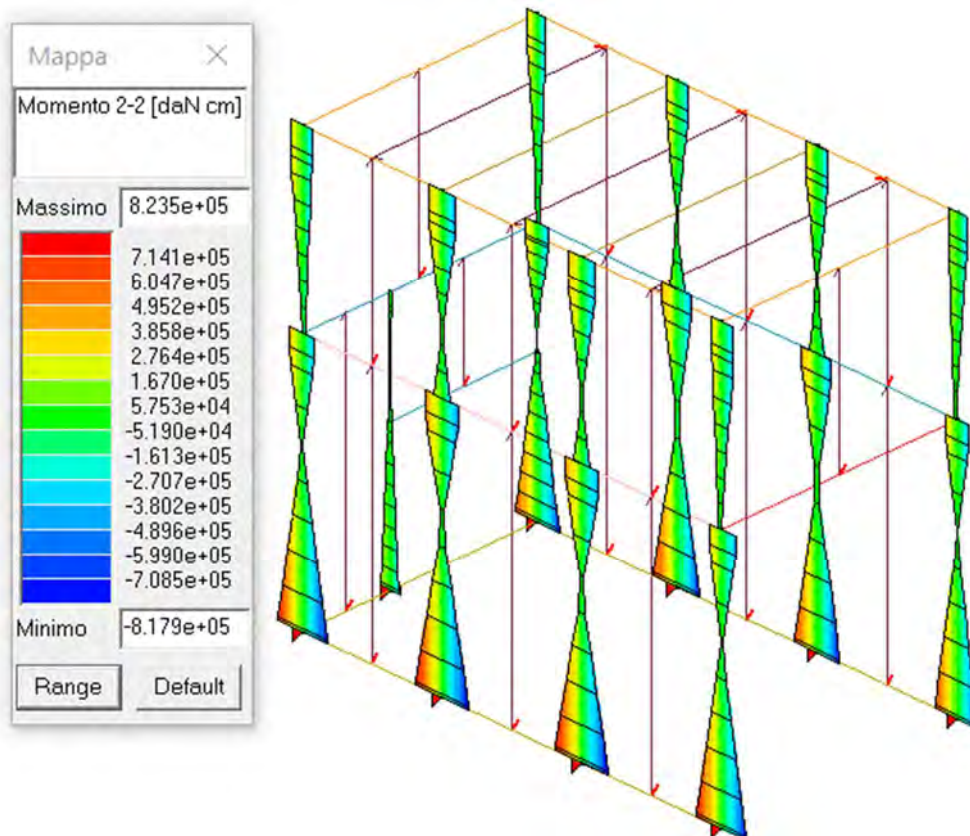 Mappa
Momento 2-2 [daN cm]
Massimo 8.235e+05
7.141e+05
6.047e+05
4.952e+05
3.858e+05
2.764e+05
1.670e+05
5.753e+04
-5.190e+04
-1.613e+05
-2.707e+05
-3.802e+05
-4.896e+05
-5.990e+05
-7.085e+05
Minimo -8.179e+05
Range Default